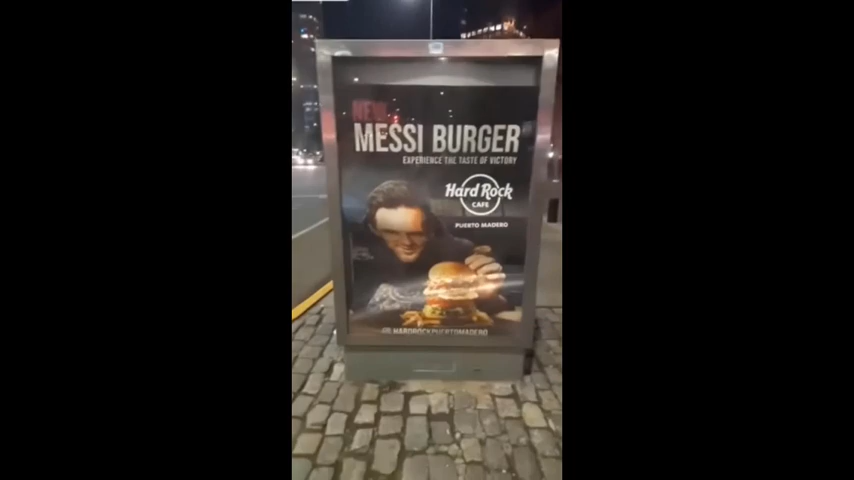 NEW
MESSI BURGER
EXPERIENCE THE TASTE OF VICTORY
Hard Rock
CAFE
PUERTO MADERO
@HARDROCKPUERTOMADERO